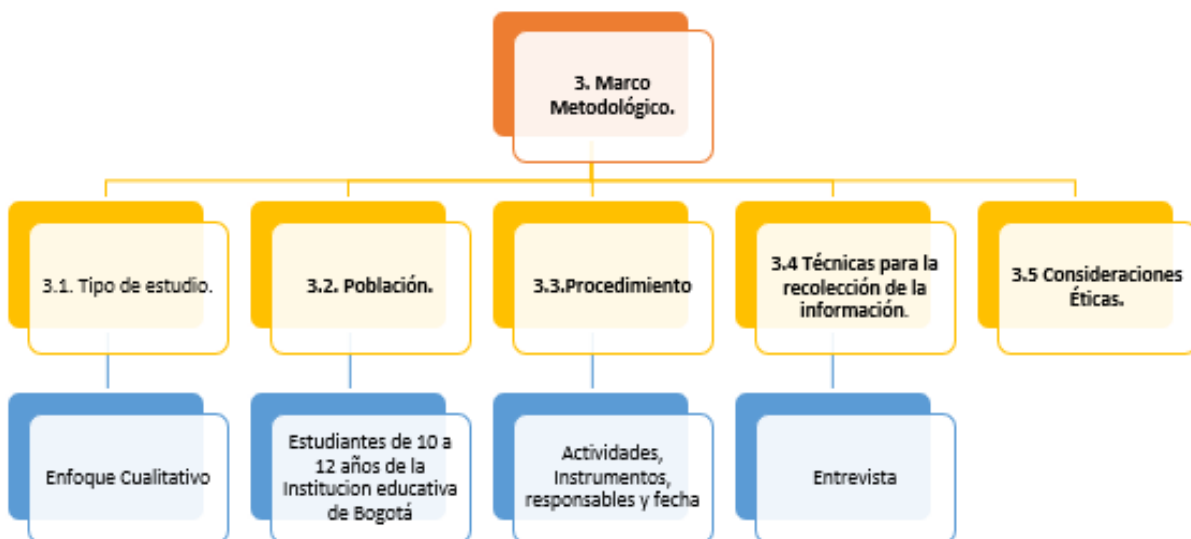 3. Marco
Metodológico.
3.1. Tipo de estudio.
3.2. Población.
3.3.Procedimiento
3.4 Técnicas para la
recolección de la
información.
3.5 Consideraciones
Éticas.
Enfoque Cualitativo
Estudiantes de 10 a
12 años de la
Institucion educativa
de Bogotá
Actividades,
Instrumentos,
responsables y fecha
Entrevista